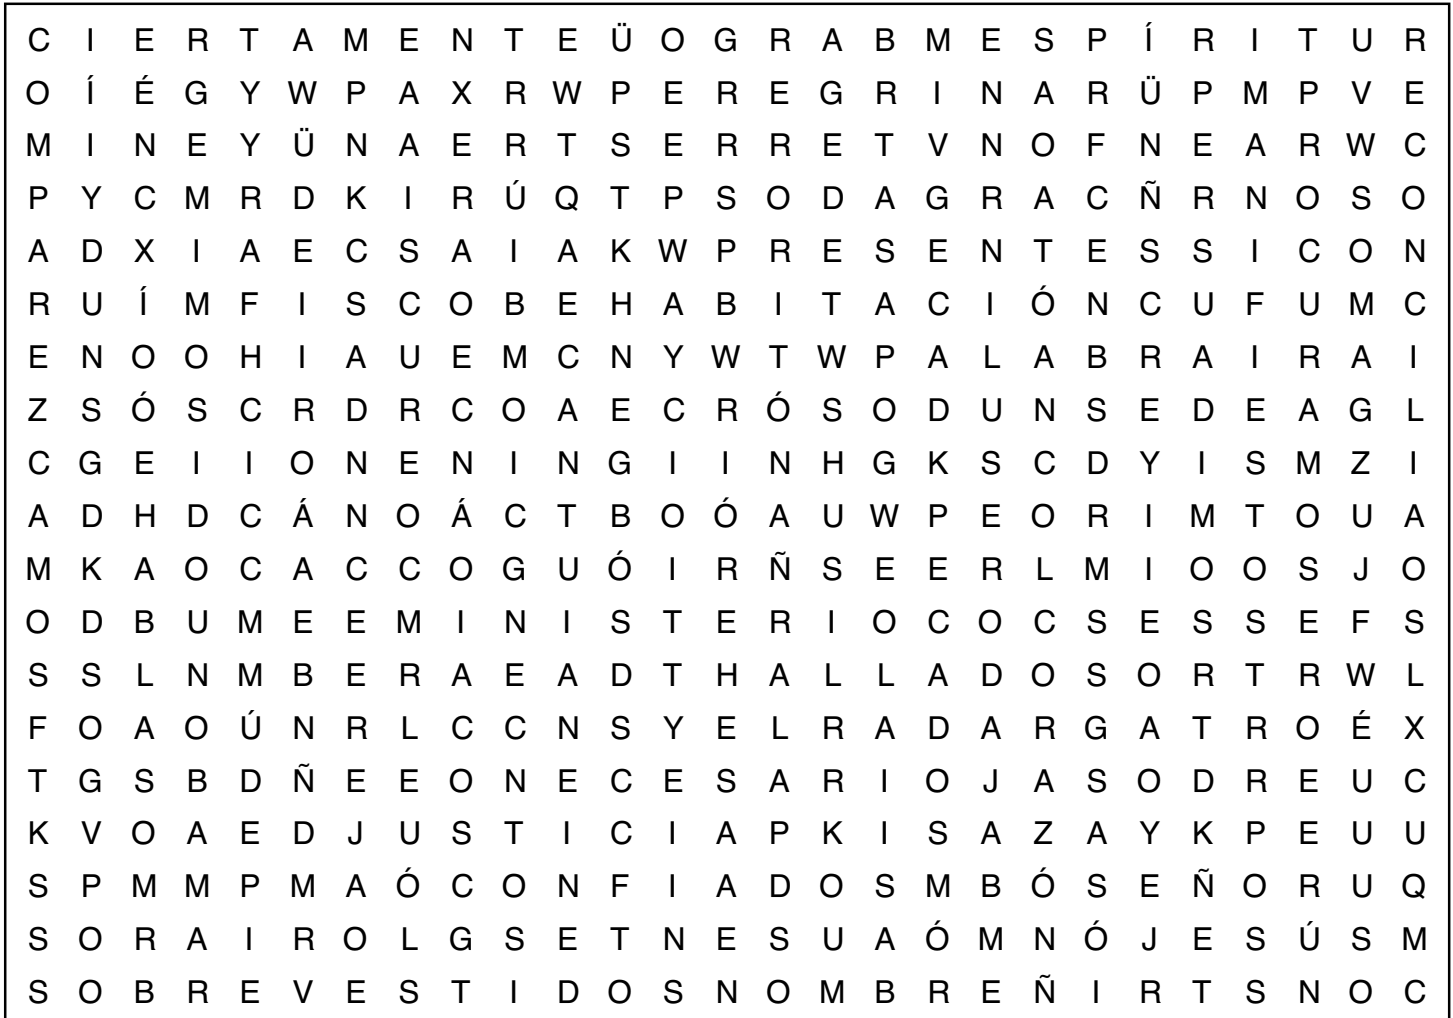 C I E R T A M E N T E Ü O G R A B M E S P Í R I T U R
O Í É G Y W P A X R W P E R E G R I N A R Ü P M P V E
M I N E Y Ü N A E R T S E R R E T V N O F N E A R W C
P Y C M R D K I R Ú Q T P S O D A G R A C Ñ R N O S O
A D X I A E C S A I A K W P R E S E N T E S S I C O N
R U Í M F I S C O B E H A B I T A C I Ó N C U F U M C
E N O O H I A U E M C N Y W T W P A L A B R A I R A I
Z S Ó S C R D R C O A E C R Ó S O D U N S E D E A G L
C G E I I O N E N I N G I I N H G K S C D Y I S M Z I
A D H D C Á N O Á C T B O Ó A U W P E O R I M T O U A
M K A O C A C C O G U Ó I R Ñ S E E R L M I O O S J O
O D B U M E E M I N I S T E R I O C O C S E S S E F S
S S L N M B E R A E A D T H A L L A D O S O R T R W L
F O A O Ú N R L C C N S Y E L R A D A R G A T R O É X
T G S B D Ñ E E O N E C E S A R I O J A S O D R E U C
K V O A E D J U S T I C I A P K I S A Z A Y K P E U U
S P M M P M A Ó C O N F I A D O S M B Ó S E Ñ O R U Q
S O R A I R O L G S E T N E S U A Ó M N Ó J E S Ú S M
S O B R E V E S T I D O S N O M B R E Ñ I R T S N O C